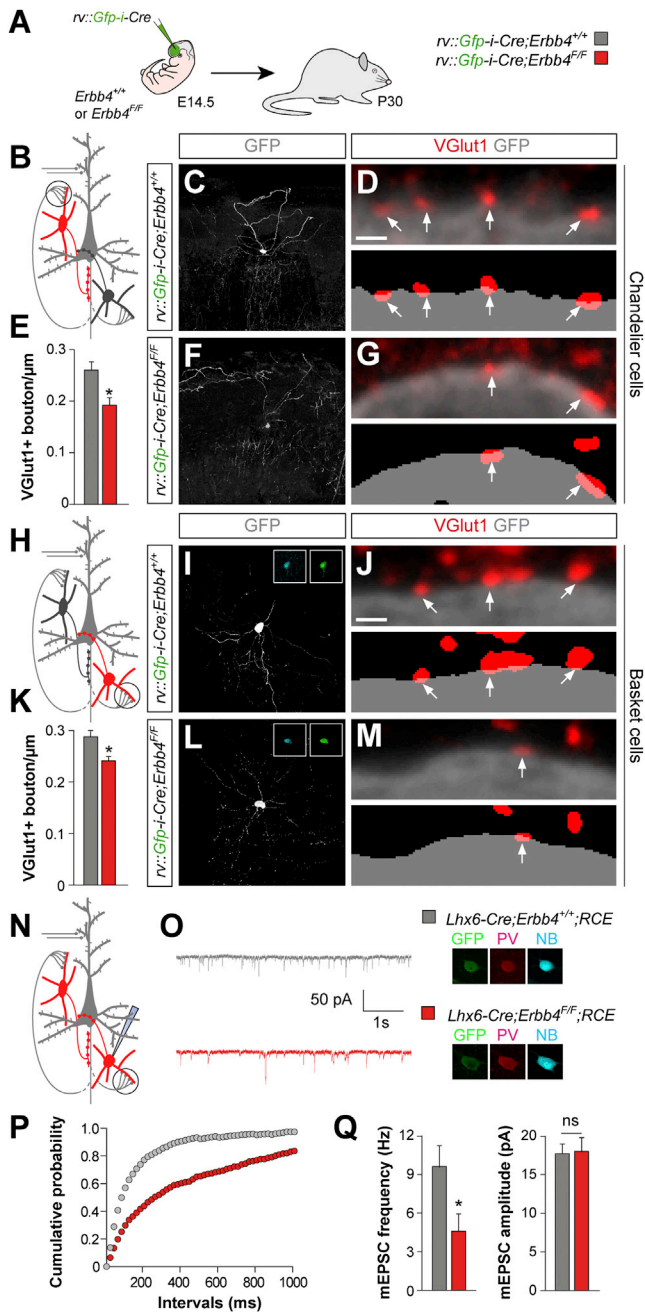 A
rv::Gfp-i-Cre
Erbb4+/+
or Erbb4F/F
E14.5
P30
rv::Gfp-i-Cre;Erbb4+/+
rv::Gfp-i-Cre;Erbb4F/F
B
rv::Gfp-i-Cre;Erbb4+/+
GFP
VGlut1 GFP
C
D
E
VGlut1+ bouton/μm
0.3
0.2
0.1
0
*
rv::Gfp-i-Cre;Erbb4F/F
F
G
Chandelier cells
H
rv::Gfp-i-Cre;Erbb4+/+
GFP
VGlut1 GFP
I
J
K
VGlut1+ bouton/μm
0.3
0.2
0.1
0
*
rv::Gfp-i-Cre;Erbb4F/F
L
M
Basket cells
N
O
50 pA
1s
Lhx6-Cre;Erbb4+/+;RCE
GFP PV NB
Lhx6-Cre;Erbb4F/F;RCE
GFP PV NB
P
Cumulative probability
1.0
0.8
0.6
0.4
0.2
0
200 400 600 800 1000
Intervals (ms)
Q
mEPSC frequency (Hz)
12
9
6
3
0
*
mEPSC amplitude (pA)
20
15
10
5
0
ns